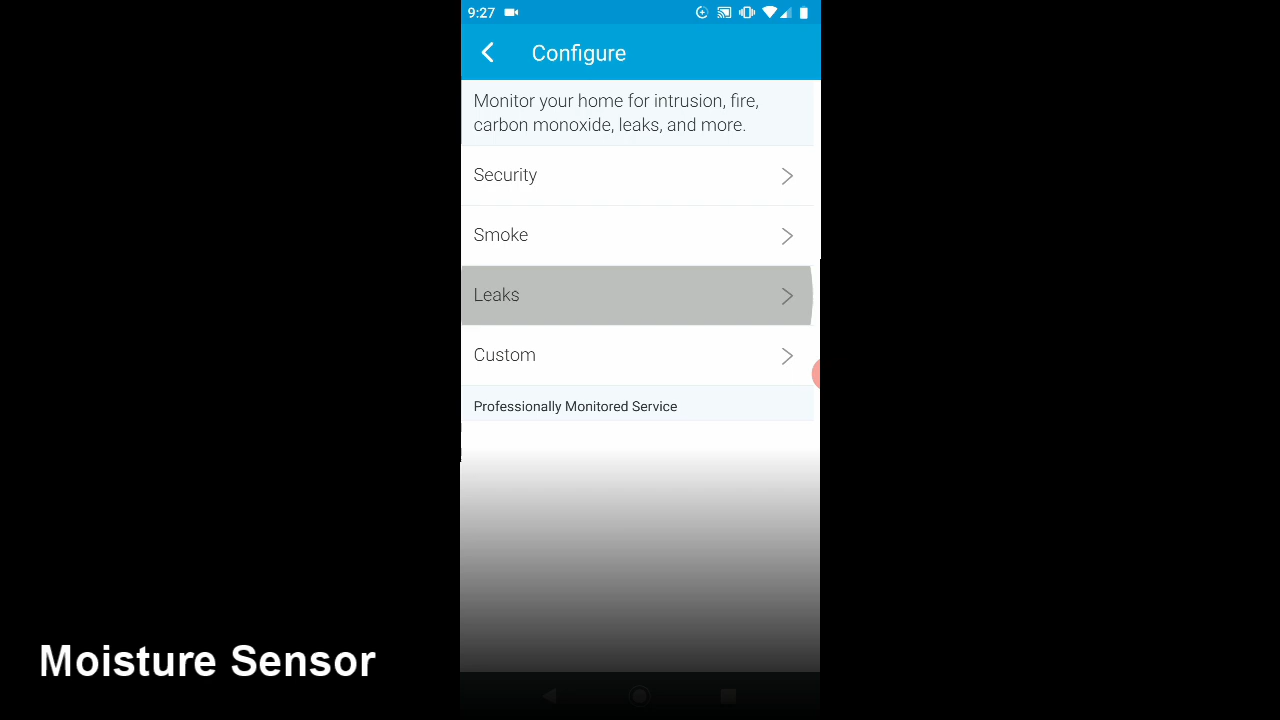 9:27
Configure
Monitor your home for intrusion, fire,
carbon monoxide, leaks, and more.
Security
Smoke
Leaks
Custom
Professionally Monitored Service
Moisture Sensor